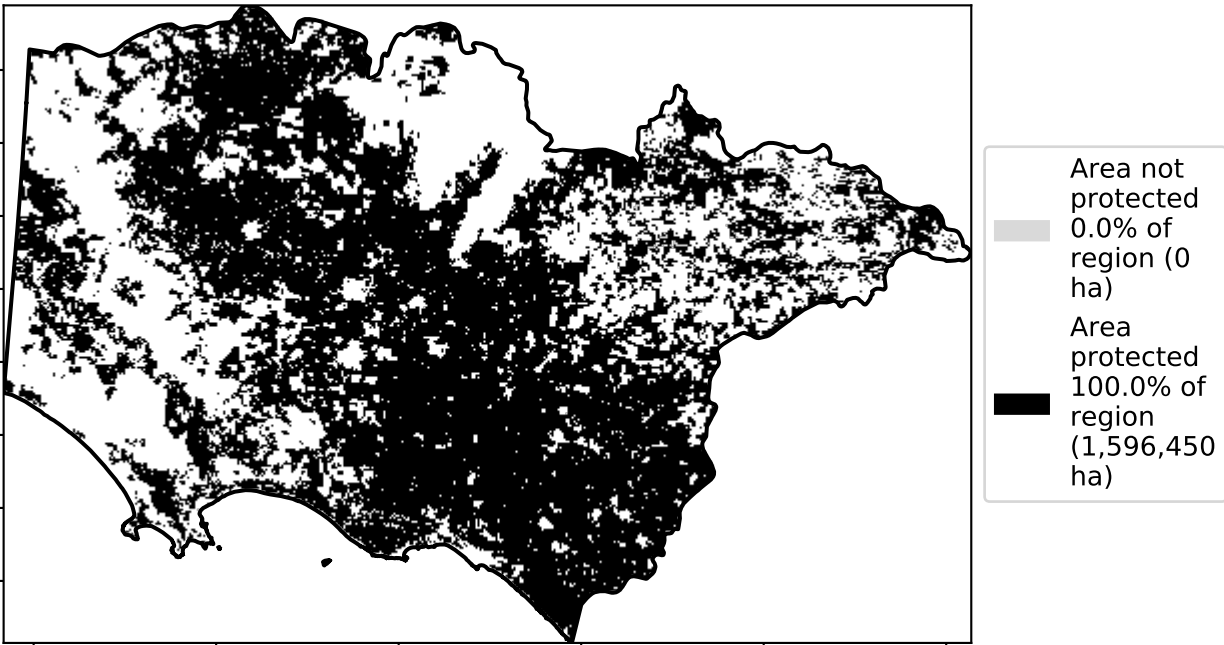 Area not
protected
0.0% of
region (0
ha)
Area
protected
100.0% of
region
(1,596,450
ha)